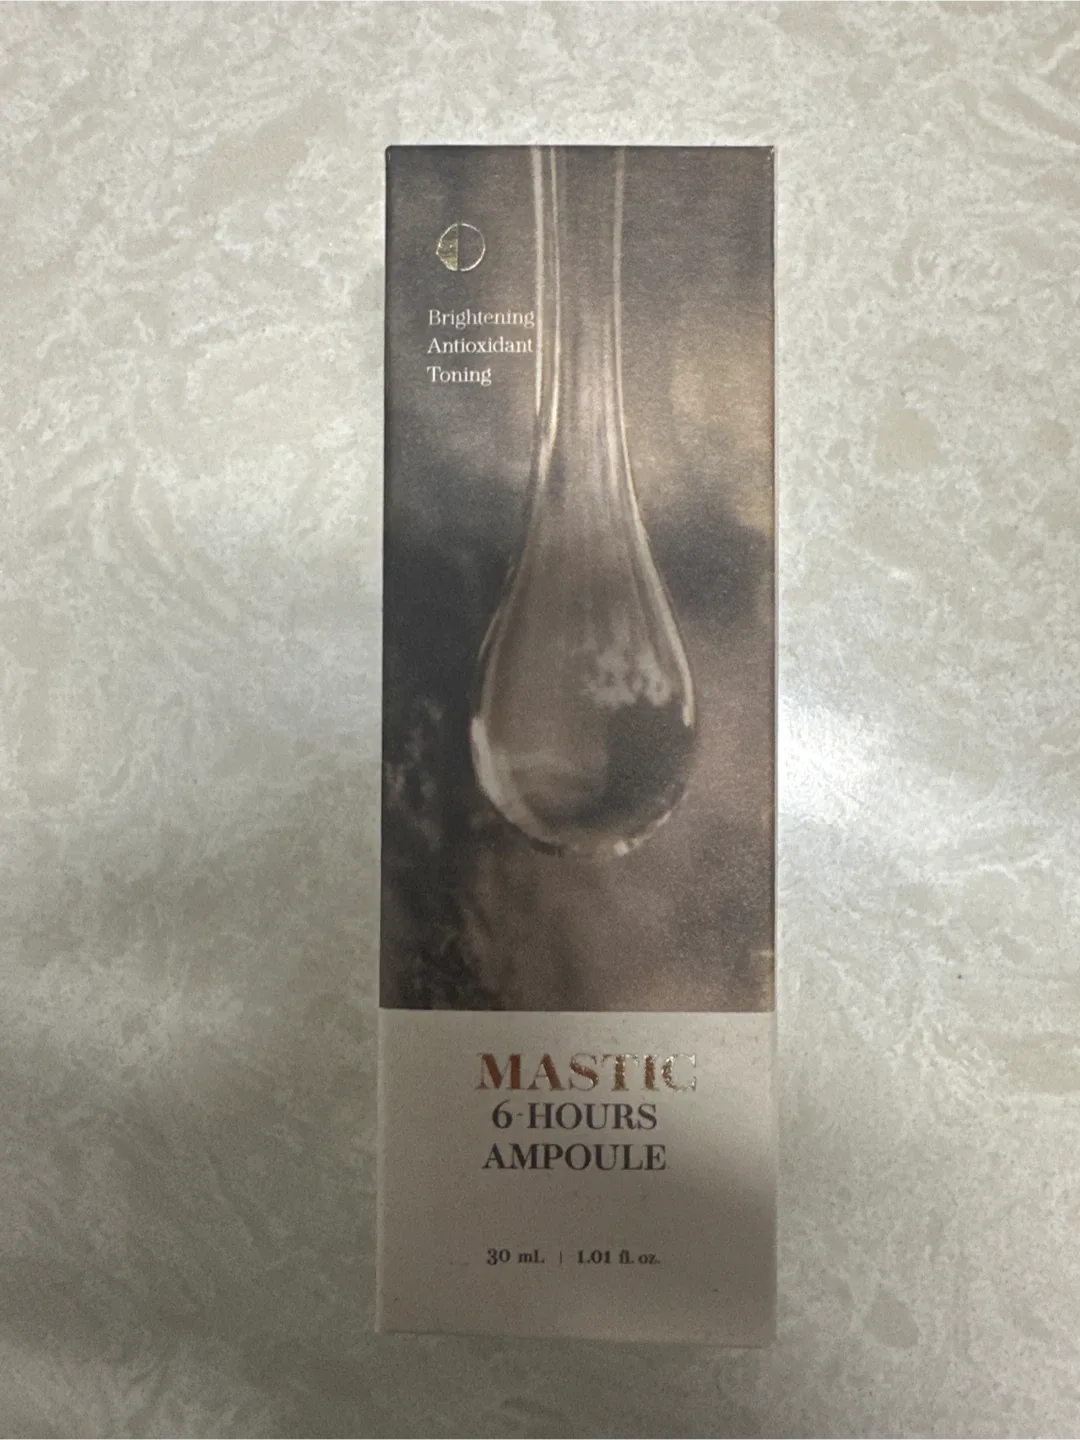 Brightening
Antioxidant
Toning
MASTIC
6-HOURS
AMPOULE
30 mL | 1.01 fl. oz.